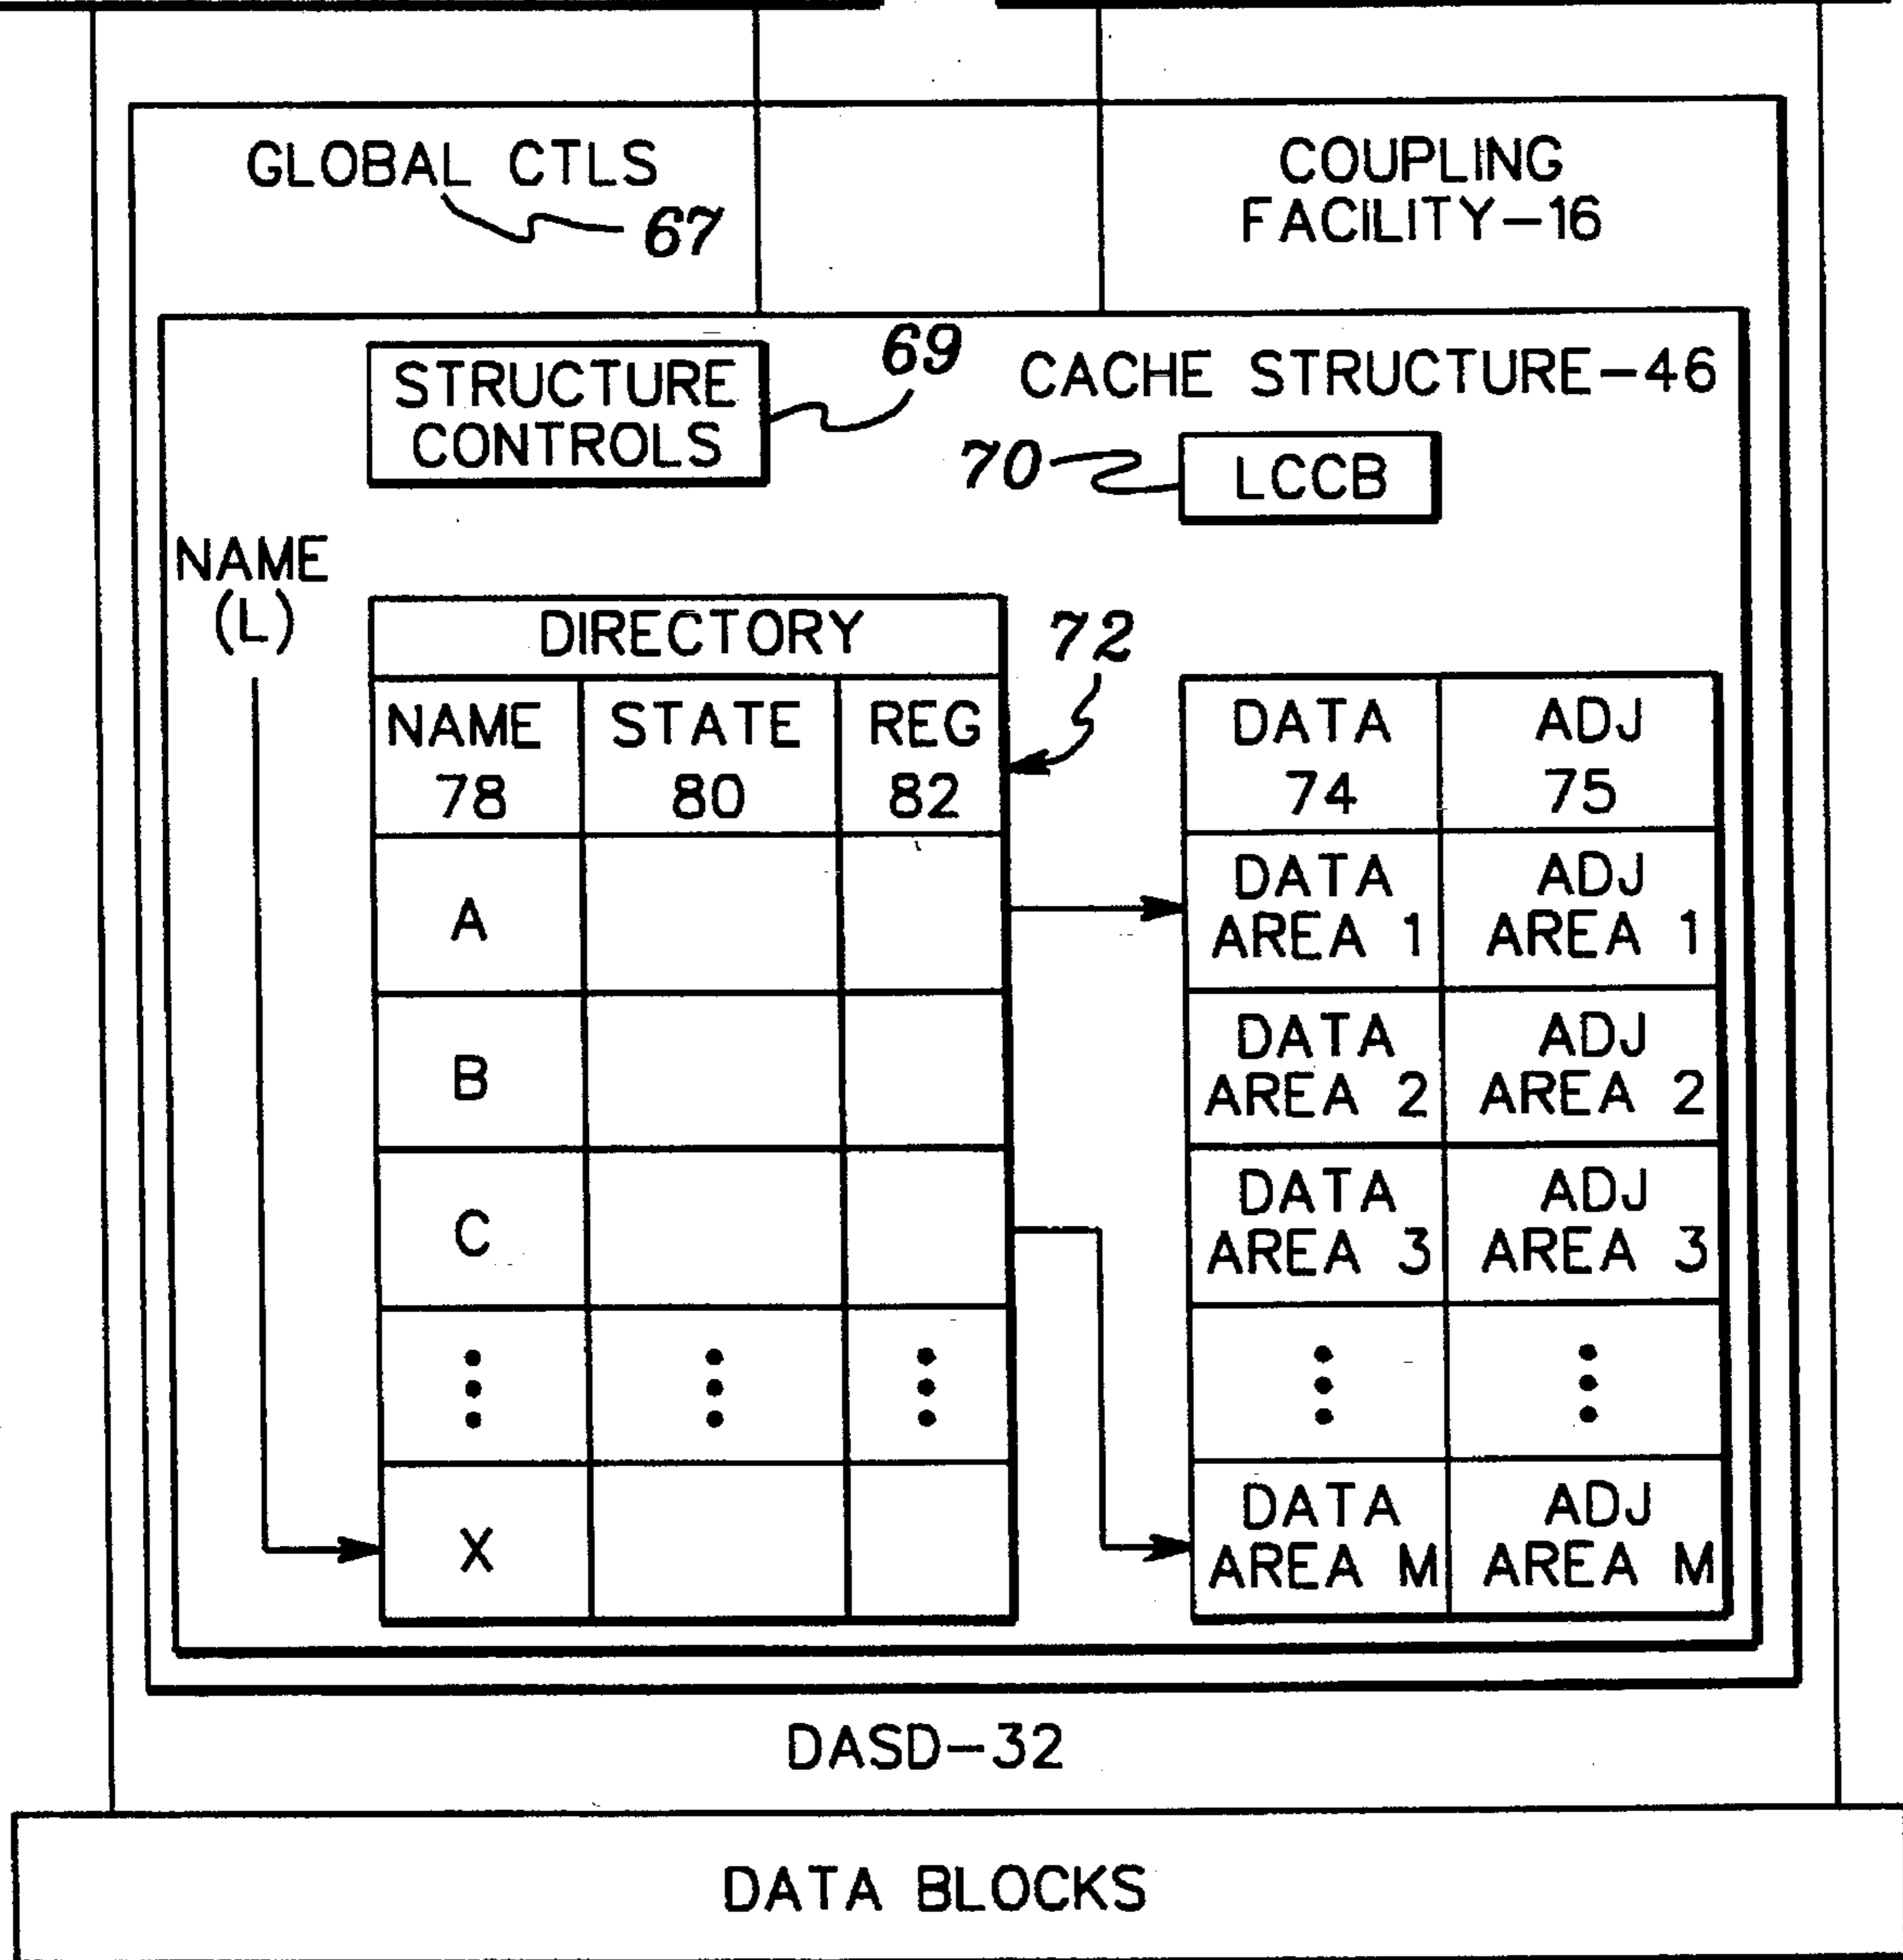 GLOBAL CTLS
67
COUPLING
FACILITY-16
STRUCTURE
CONTROLS
69
CACHE STRUCTURE-46
70
LCCB
NAME
(L)
DIRECTORY
72
NAME STATE REG
78 80 82
A
B
C
X
DATA ADJ
74 75
DATA ADJ
AREA 1 AREA 1
DATA ADJ
AREA 2 AREA 2
DATA ADJ
AREA 3 AREA 3
DATA ADJ
AREA M AREA M
DASD-32
DATA BLOCKS